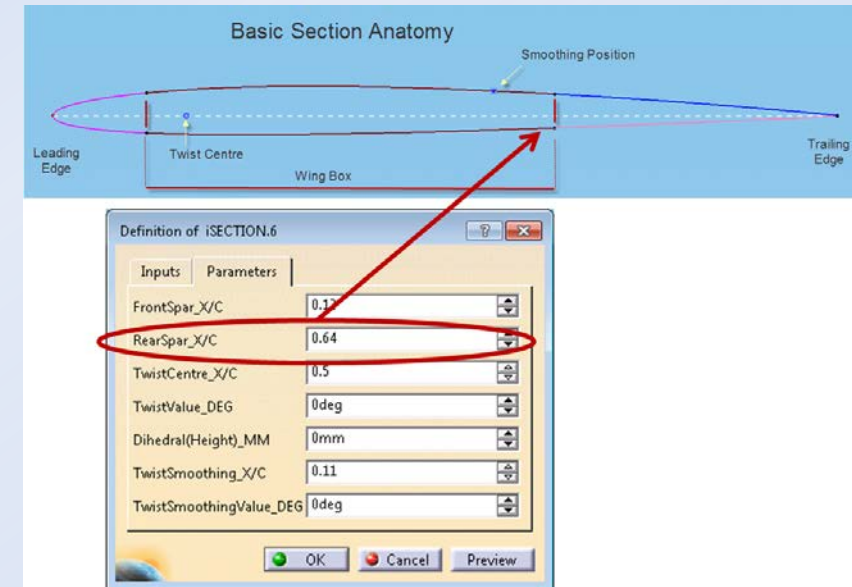 Basic Section Anatomy
Smoothing Position
Leading
Edge
Twist Centre
Wing Box
Trailing
Edge
Definition of iSECTION.6
Inputs Parameters
FrontSpar_X/C
RearSpar_X/C 0.64
TwistCentre_X/C 0.5
TwistValue_DEG 0deg
Dihedral(Height)_MM 0mm
TwistSmoothing_X/C 0.11
TwistSmoothingValue_DEG 0deg
OK Cancel Preview